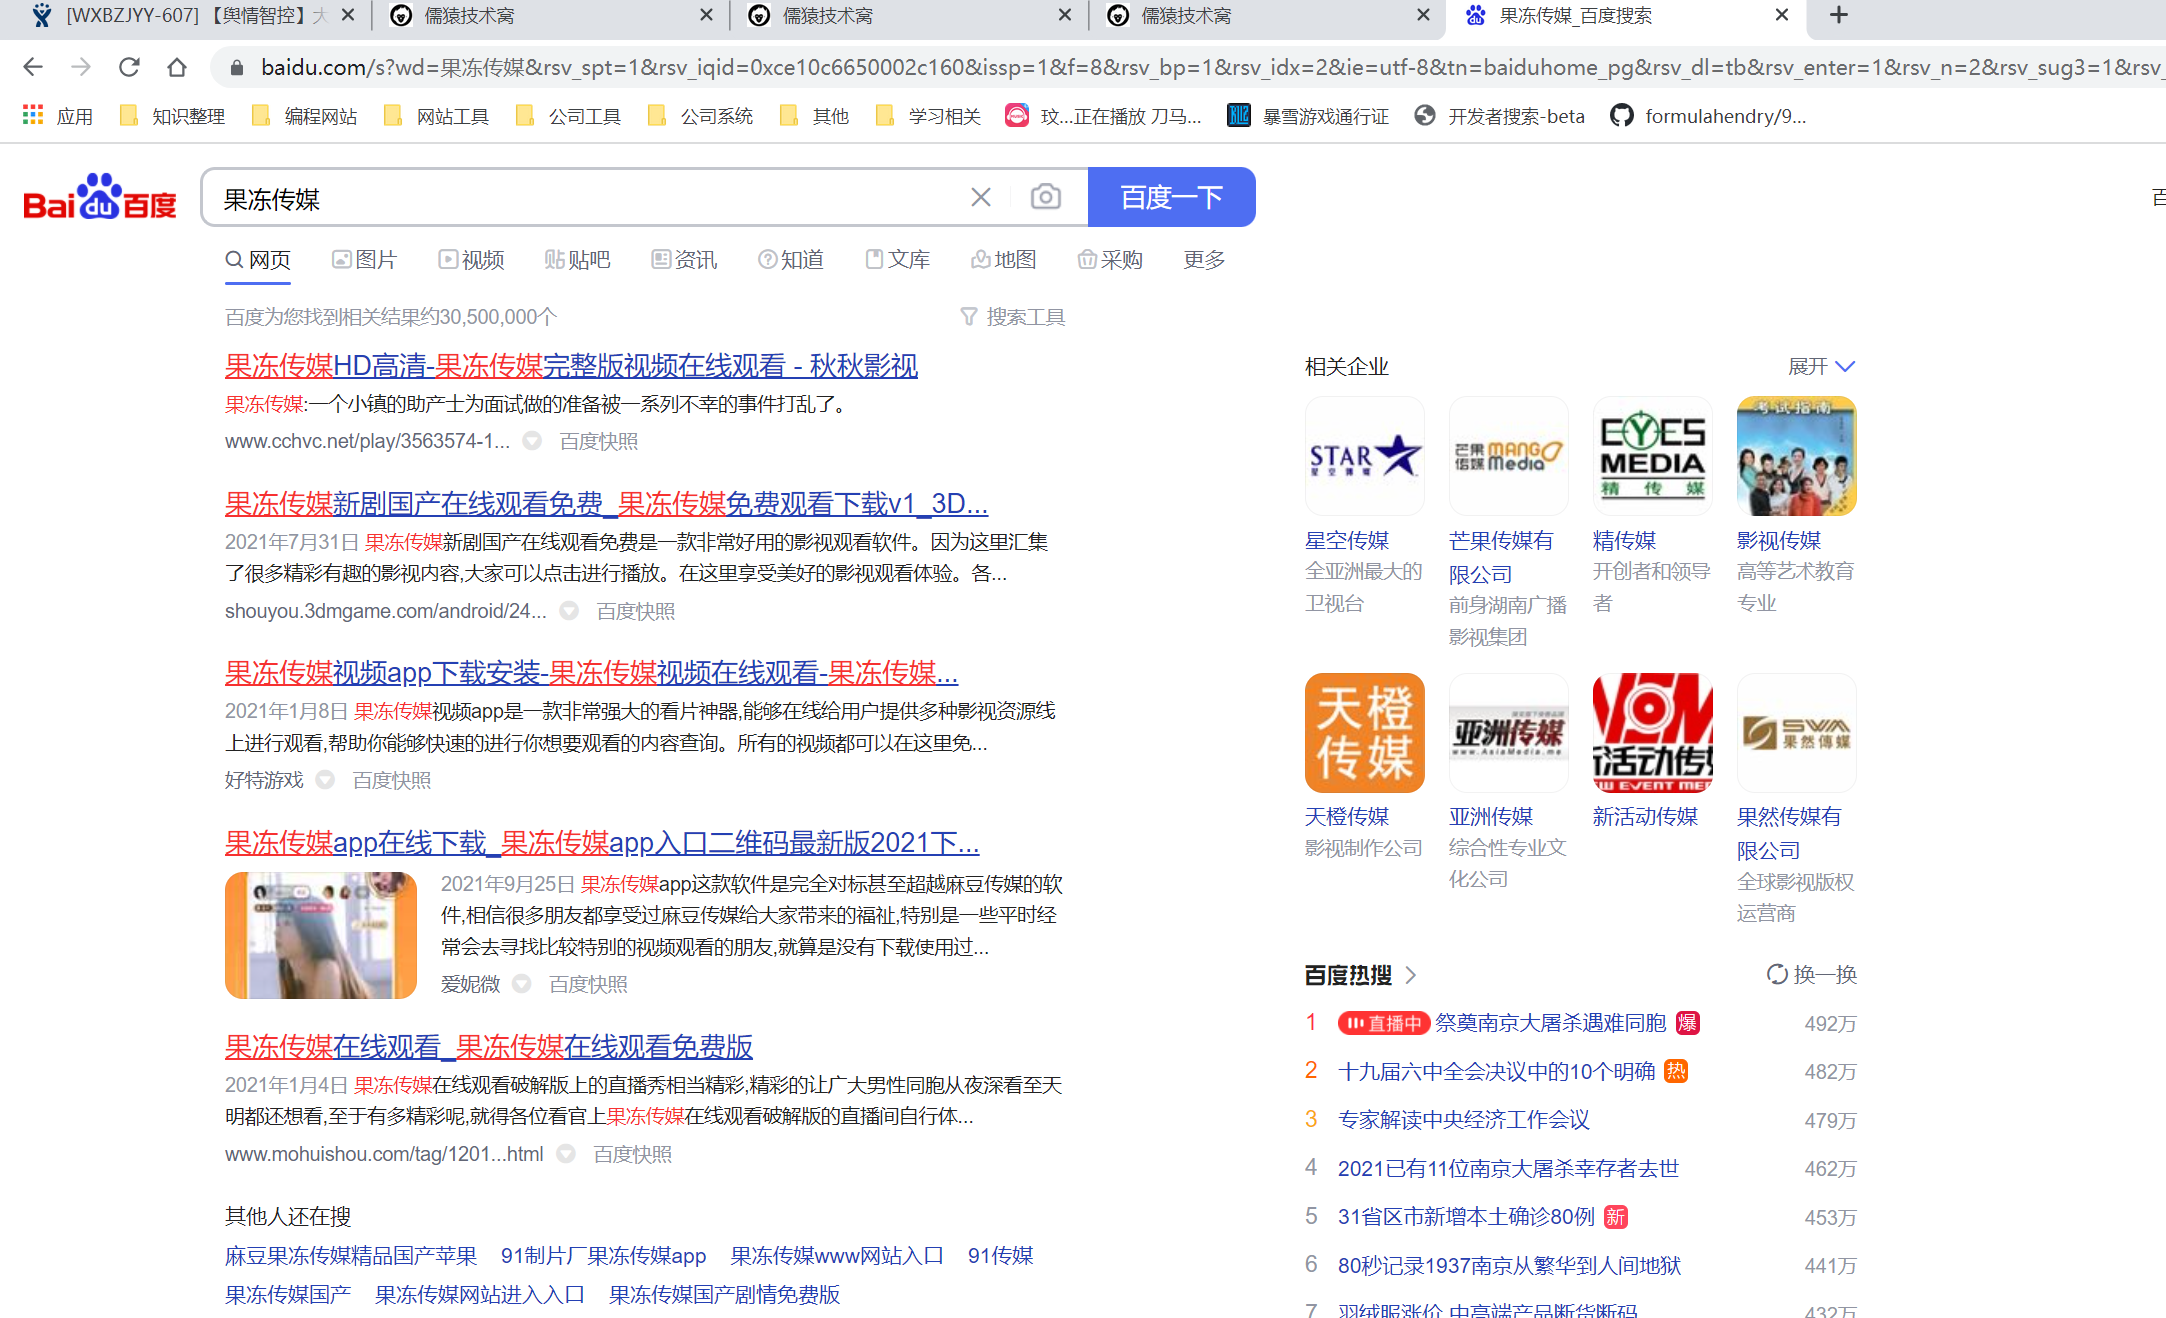 [WXBZJYY-607] 【舆情智控】大
儒猿技术窝
儒猿技术窝
儒猿技术窝
果冻传媒_百度搜索
baidu.com/s?wd=果冻传媒&rsv_spt=1&rsv_iqid=0xce10c6650002c160&issp=1&f=8&rsv_bp=1&rsv_idx=2&ie=utf-8&tn=baiduhome_pg&rsv_dl=tb&rsv_enter=1&rsv_n=2&rsv_sug3=1&rsv_
应用 知识整理 编程网站 网站工具 公司工具 公司系统 其他 学习相关 玟...正在播放 刀马... 暴雪游戏通行证 开发者搜索-beta formulahendry/9...
Bai du 百度
果冻传媒
百度一下
百
网页 图片 视频 贴吧 资讯 知道 文库 地图 采购 更多
百度为您找到相关结果约30,500,000个
搜索工具
果冻传媒HD高清-果冻传媒完整版视频在线观看 - 秋秋影视
果冻传媒:一个小镇的助产士为面试做的准备被一系列不幸的事件打乱了。
www.cchvc.net/play/3563574-1... 百度快照
果冻传媒新剧国产在线观看免费_果冻传媒免费观看下载v1_3D...
2021年7月31日 果冻传媒新剧国产在线观看免费是一款非常好用的影视观看软件。因为这里汇集
了很多精彩有趣的影视内容,大家可以点击进行播放。在这里享受美好的影视观看体验。各...
shouyou.3dmgame.com/android/24... 百度快照
果冻传媒视频app下载安装-果冻传媒视频在线观看-果冻传媒...
2021年1月8日 果冻传媒视频app是一款非常强大的看片神器,能够在线给用户提供多种影视资源线
上进行观看,帮助你能够快速的进行你想要观看的内容查询。所有的视频都可以在这里免...
好特游戏 百度快照
果冻传媒app在线下载_果冻传媒app入口二维码最新版2021下...
2021年9月25日 果冻传媒app这款软件是完全对标甚至超越麻豆传媒的软
件,相信很多朋友都享受过麻豆传媒给大家带来的福祉,特别是一些平时经
常会去寻找比较特别的视频观看的朋友,就算是没有下载使用过...
爱妮微 百度快照
果冻传媒在线观看_果冻传媒在线观看免费版
2021年1月4日 果冻传媒在线观看破解版上的直播秀相当精彩,精彩的让广大男性同胞从夜深看至天
明都还想看,至于有多精彩呢,就得各位看官上果冻传媒在线观看破解版的直播间自行体...
www.mohuishou.com/tag/1201...html 百度快照
其他人还在搜
麻豆果冻传媒精品国产苹果 91制片厂果冻传媒app 果冻传媒www网站入口 91传媒
果冻传媒国产 果冻传媒网站进入入口 果冻传媒国产剧情免费版
相关企业
展开
STAR
星空傳媒
芒果传媒 MANGO Media
EYES MEDIA
精 传 媒
考试指南
星空传媒
全亚洲最大的
卫视台
芒果传媒有
限公司
前身湖南广播
影视集团
精传媒
开创者和领导
者
影视传媒
高等艺术教育
专业
天橙
传媒
亚洲传媒
www.AsiaMedia.me
新活动传媒
NEW EVENT MEDIA
SWM
果然傳媒
天橙传媒
影视制作公司
亚洲传媒
综合性专业文
化公司
新活动传媒
果然传媒有
限公司
全球影视版权
运营商
百度热搜
换一换
1 直播中 祭奠南京大屠杀遇难同胞 爆 492万
2 十九届六中全会决议中的10个明确 热 482万
3 专家解读中央经济工作会议 479万
4 2021已有11位南京大屠杀幸存者去世 462万
5 31省区市新增本土确诊80例 新 453万
6 80秒记录1937南京从繁华到人间地狱 441万
7 羽绒服涨价 中高端产品断货断码 432万